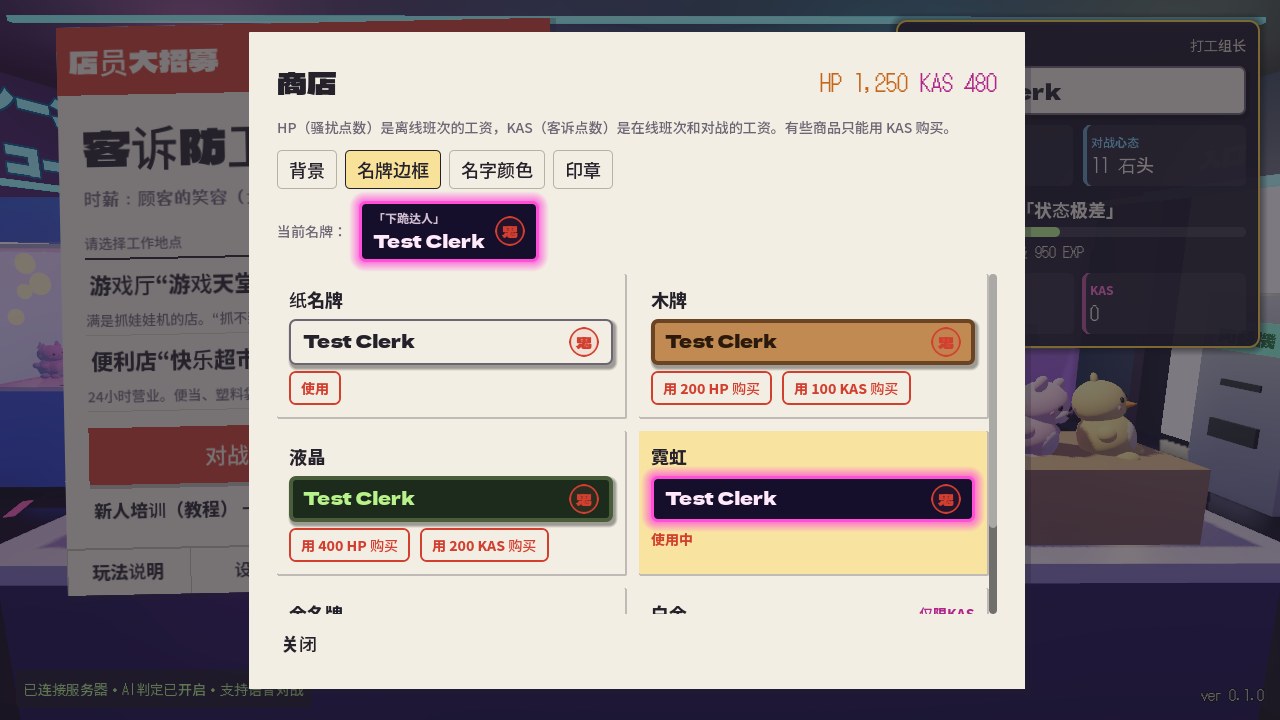 商店
HP 1,250 KAS 480
HP（骚扰点数）是离线班次的工资，KAS（客诉点数）是在线班次和对战的工资。有些商品只能用 KAS 购买。
背景
名牌边框
名字颜色
印章
当前名牌：
「下跪达人」
Test Clerk
纸名牌
Test Clerk
使用
木牌
Test Clerk
用 200 HP 购买
用 100 KAS 购买
液晶
Test Clerk
用 400 HP 购买
用 200 KAS 购买
霓虹
Test Clerk
使用中
金名牌
白金
仅限KAS
关闭
店员大招募
客诉防
时薪：顾客的笑容（
请选择工作地点
游戏厅“游戏天堂
满是抓娃娃机的店。“抓不
便利店“快乐超市
24小时营业。便当、塑料
对战
新人培训（教程）
玩法说明
设
打工组长
erk
对战心态
11 石头
「状态极差」
950 EXP
KAS
0
已连接服务器·AI判定已开启·支持语音对战
ver 0.1.0